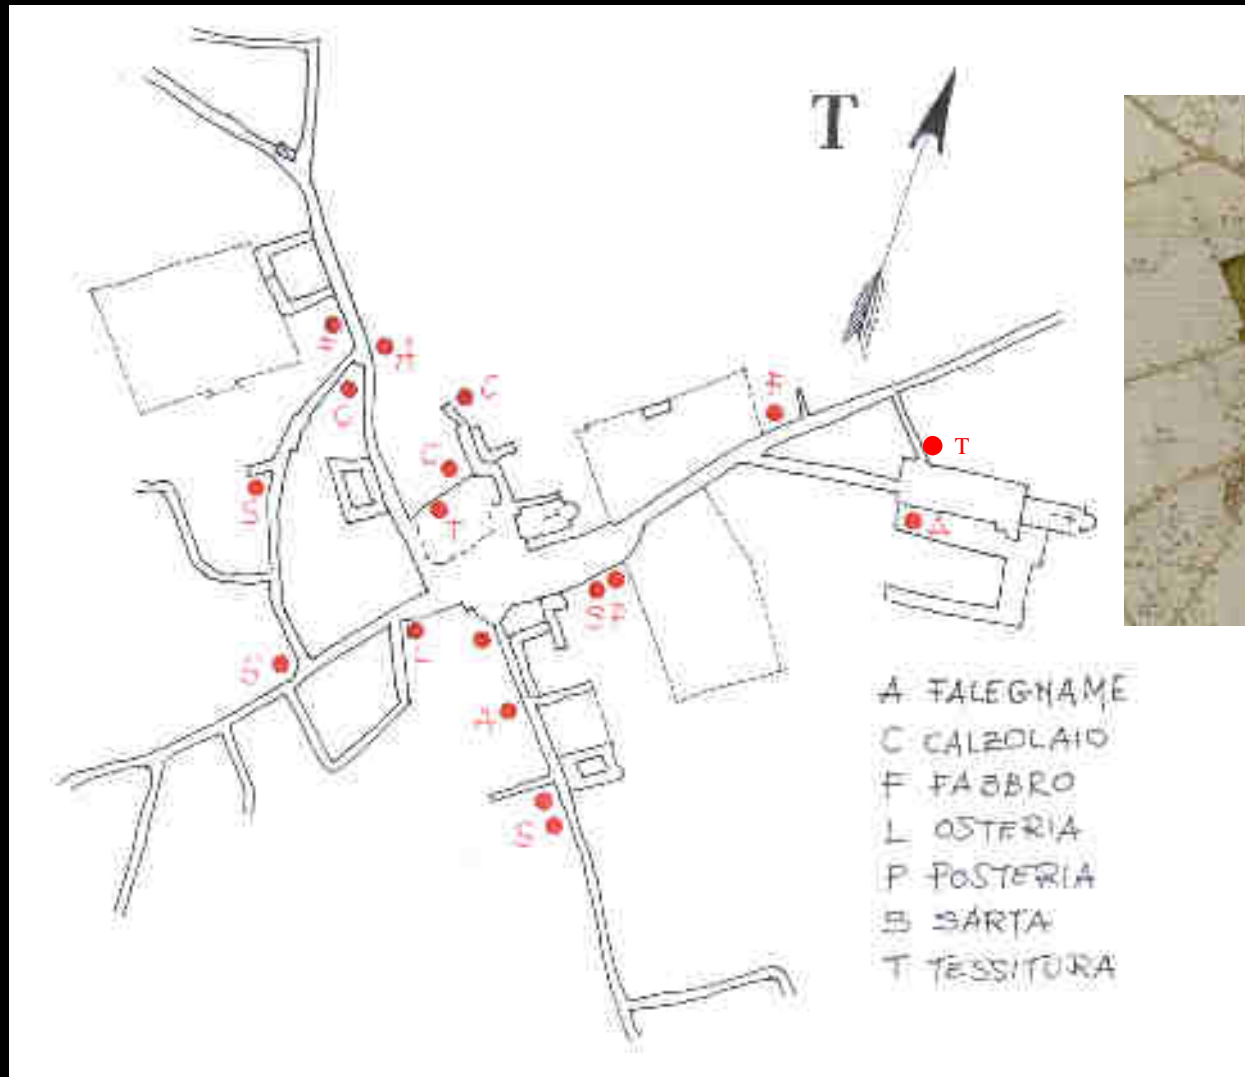 T
A
C
C
S
T
T
A
S
S
L
A
S
A FALEGNAME
C CALZOLAIO
F FABBRO
L OSTERIA
P POSTERIA
S SARTA
T TESSITURA